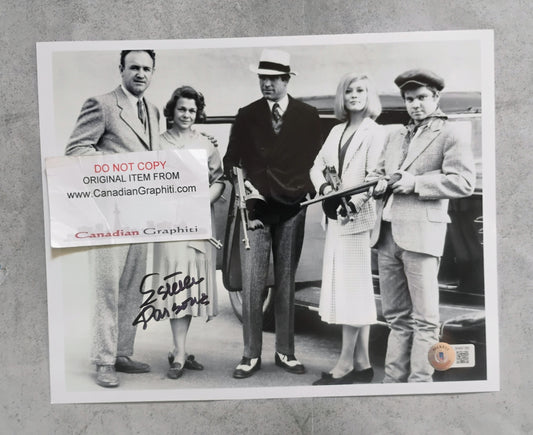 DO NOT COPY
ORIGINAL ITEM FROM
www.CanadianGraphiti.com
Canadian Graphiti
Estelle
Parsons